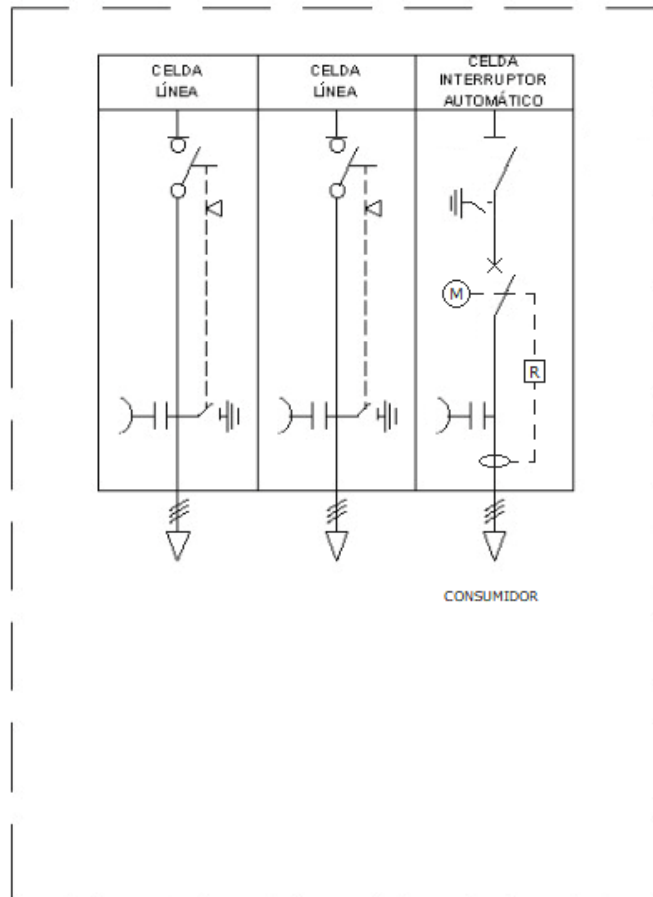 CELDA
LÍNEA
CELDA
LÍNEA
CELDA
INTERRUPTOR
AUTOMÁTICO
M
R
CONSUMIDOR